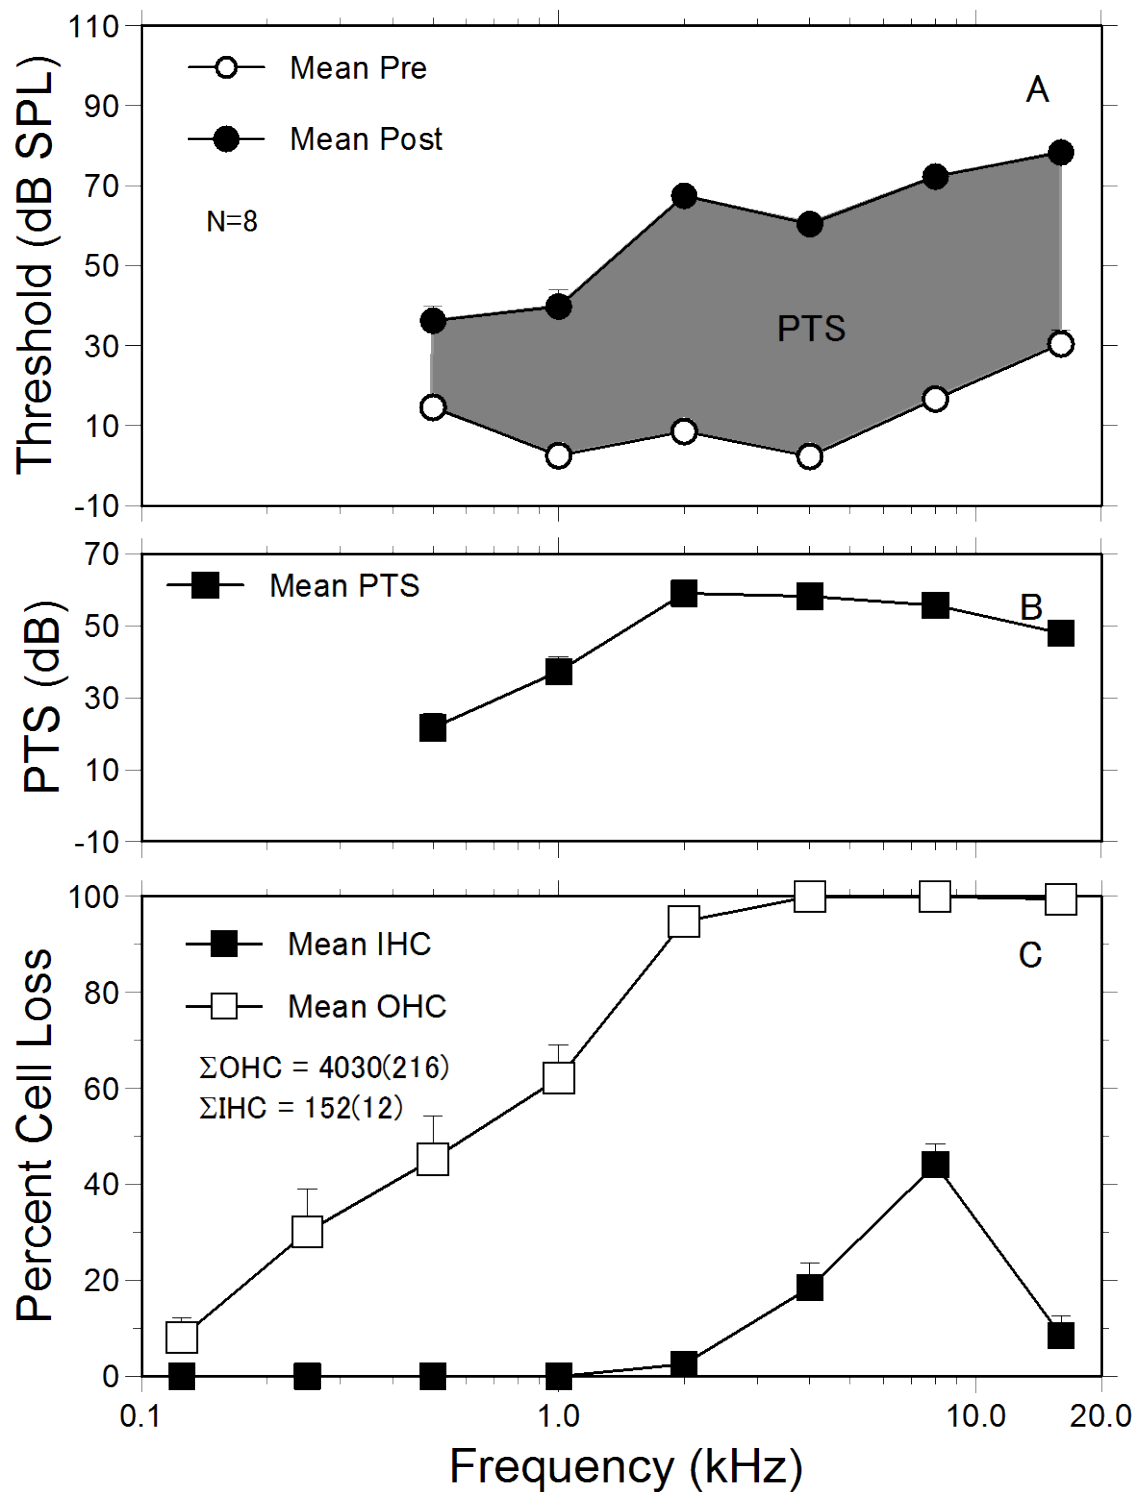 110
Mean Pre
A
90
Mean Post
70
N=8
50
PTS
30
10
-10
Threshold (dB SPL)
70
Mean PTS
B
50
30
10
-10
PTS (dB)
100
Mean IHC
C
80
Mean OHC
ΣOHC = 4030(216)
60
ΣIHC = 152(12)
40
20
0
Percent Cell Loss
0.1 1.0 10.0 20.0
Frequency (kHz)